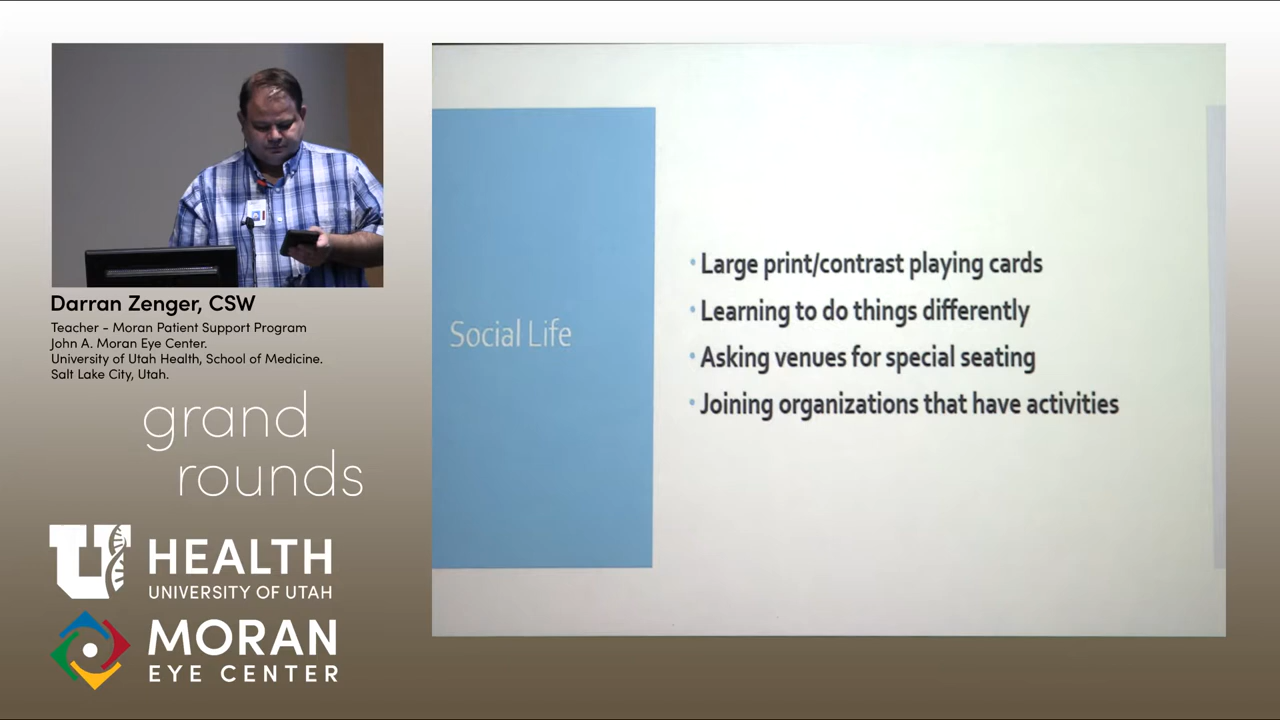 Darran Zenger, CSW
Teacher - Moran Patient Support Program
John A. Moran Eye Center.
University of Utah Health, School of Medicine.
Salt Lake City, Utah.
grand
rounds
U HEALTH
UNIVERSITY OF UTAH
MORAN
EYE CENTER
Social Life
• Large print/contrast playing cards
• Learning to do things differently
• Asking venues for special seating
• Joining organizations that have activities